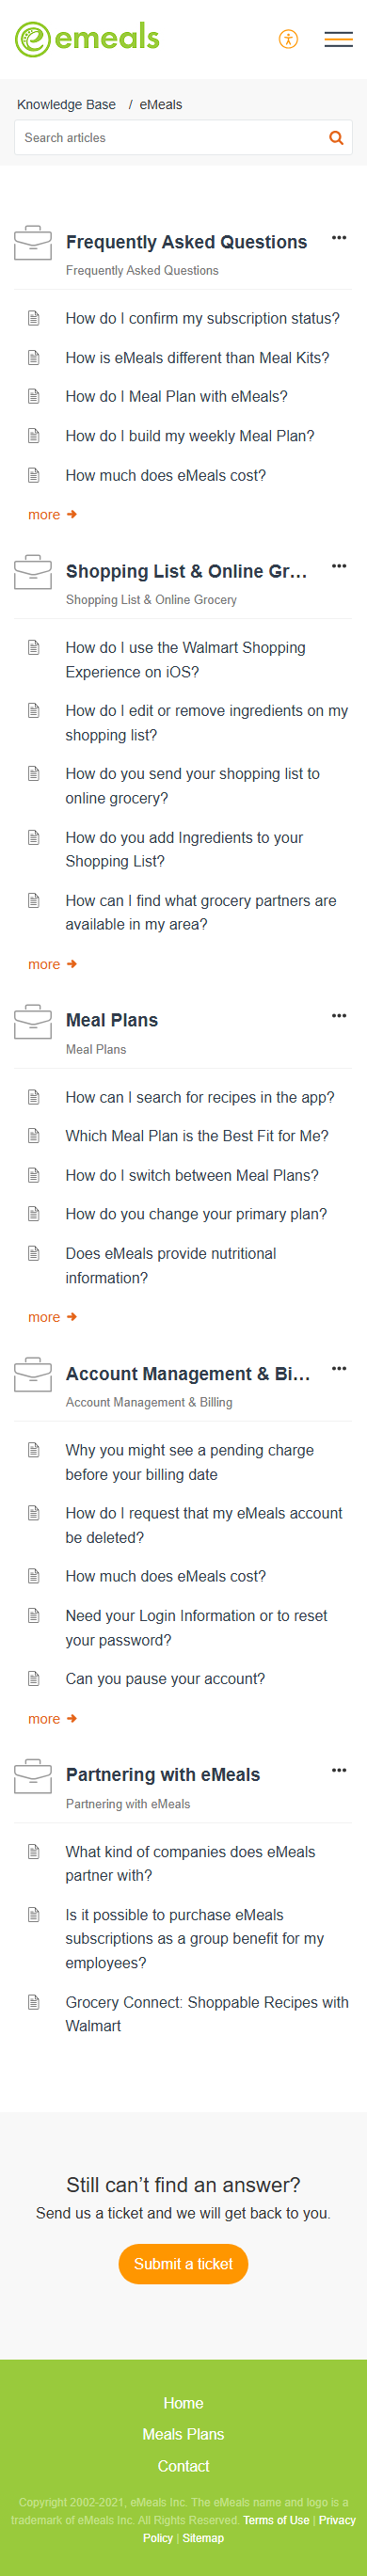 emeals
Knowledge Base / eMeals
Search articles
Frequently Asked Questions
Frequently Asked Questions
How do I confirm my subscription status?
How is eMeals different than Meal Kits?
How do I Meal Plan with eMeals?
How do I build my weekly Meal Plan?
How much does eMeals cost?
more
Shopping List & Online Gr...
Shopping List & Online Grocery
How do I use the Walmart Shopping
Experience on iOS?
How do I edit or remove ingredients on my
shopping list?
How do you send your shopping list to
online grocery?
How do you add Ingredients to your
Shopping List?
How can I find what grocery partners are
available in my area?
more
Meal Plans
Meal Plans
How can I search for recipes in the app?
Which Meal Plan is the Best Fit for Me?
How do I switch between Meal Plans?
How do you change your primary plan?
Does eMeals provide nutritional
information?
more
Account Management & Bi...
Account Management & Billing
Why you might see a pending charge
before your billing date
How do I request that my eMeals account
be deleted?
How much does eMeals cost?
Need your Login Information or to reset
your password?
Can you pause your account?
more
Partnering with eMeals
Partnering with eMeals
What kind of companies does eMeals
partner with?
Is it possible to purchase eMeals
subscriptions as a group benefit for my
employees?
Grocery Connect: Shoppable Recipes with
Walmart
Still can’t find an answer?
Send us a ticket and we will get back to you.
Submit a ticket
Home
Meals Plans
Contact
Copyright 2002-2021, eMeals Inc. The eMeals name and logo is a
trademark of eMeals Inc. All Rights Reserved. Terms of Use | Privacy
Policy | Sitemap